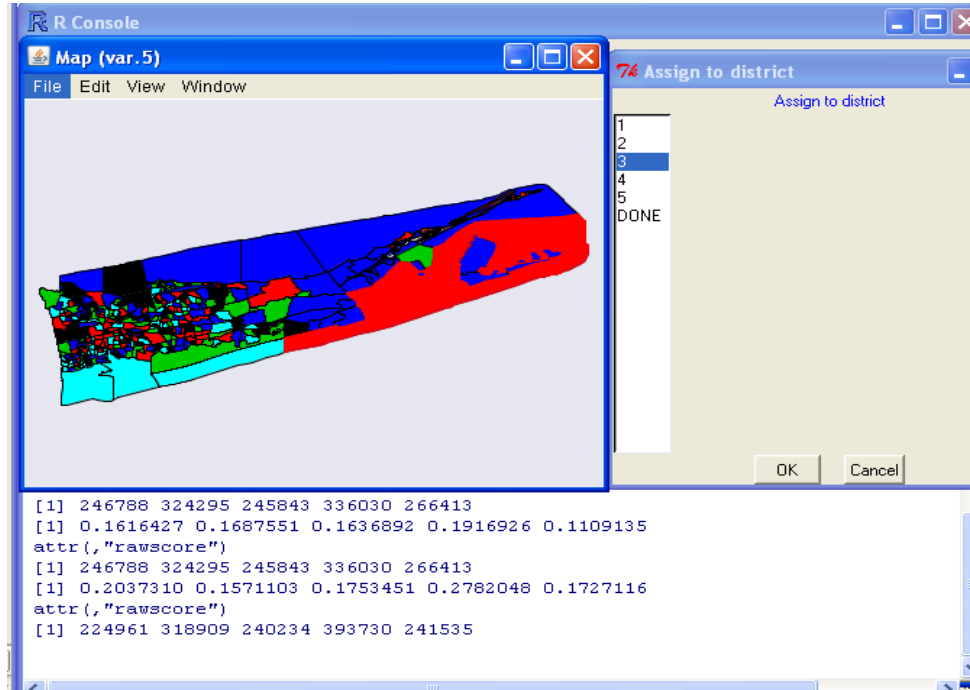 R Console
Map (var.5)
File Edit View Window
7% Assign to district
Assign to district
1
2
3
4
5
DONE
OK Cancel
[1] 246788 324295 245843 336030 266413
[1] 0.1616427 0.1687551 0.1636892 0.1916926 0.1109135
attr(,"rawscore")
[1] 246788 324295 245843 336030 266413
[1] 0.2037310 0.1571103 0.1753451 0.2782048 0.1727116
attr(,"rawscore")
[1] 224961 318909 240234 393730 241535